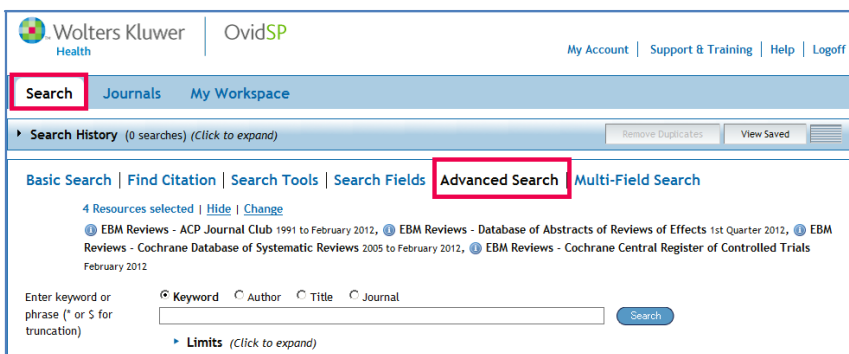 Wolters Kluwer OvidSP
Health
My Account | Support & Training | Help | Logoff
Search Journals My Workspace
Search History (0 searches) (Click to expand) Remove Duplicates View Saved
Basic Search | Find Citation | Search Tools | Search Fields | Advanced Search | Multi-Field Search
4 Resources selected | Hide | Change
EBM Reviews - ACP Journal Club 1991 to February 2012, EBM Reviews - Database of Abstracts of Reviews of Effects 1st Quarter 2012, EBM
Reviews - Cochrane Database of Systematic Reviews 2005 to February 2012, EBM Reviews - Cochrane Central Register of Controlled Trials
February 2012
Enter keyword or Keyword Author Title Journal
phrase (* or $ for Search
truncation)
Limits (Click to expand)